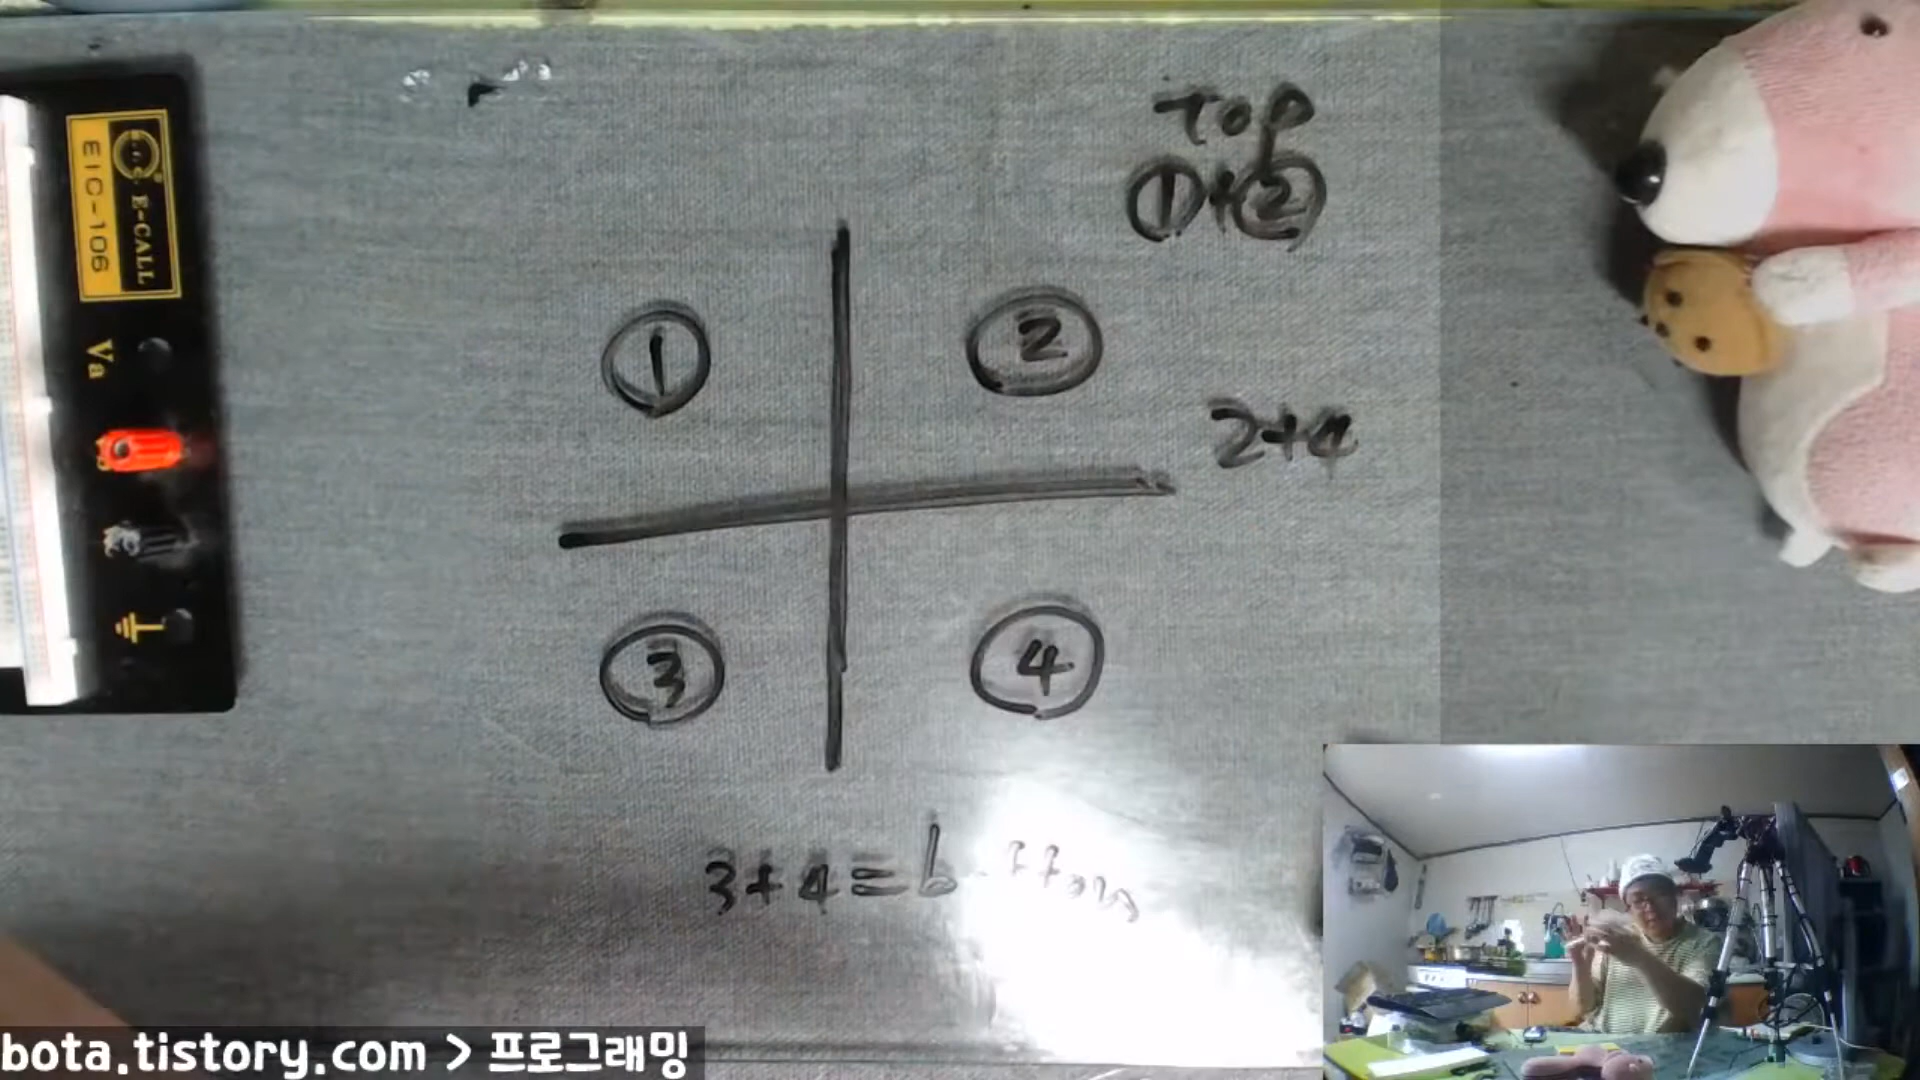 TOP
①+②
①
②
2+4
③
④
3+4=bottom
E-CALL
EIC-106
Va
bota.tistory.com > 프로그래밍